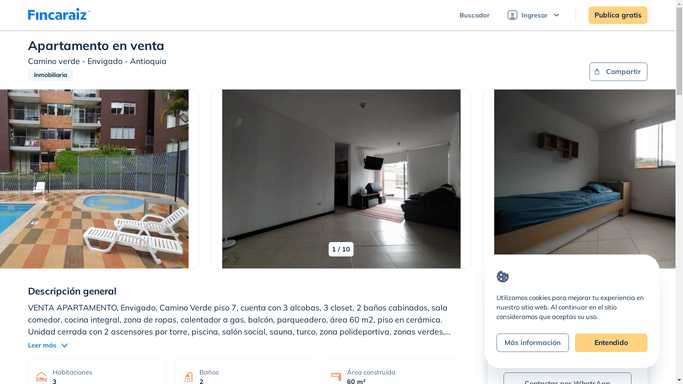 Fincaraiz
Buscador
Ingresar
Publica gratis
Apartamento en venta
Camino verde - Envigado - Antioquia
Inmobiliaria
Compartir
1 / 10
Descripción general
VENTA APARTAMENTO, Envigado, Camino Verde piso 7, cuenta con 3 alcobas, 3 closet, 2 baños cabinados, sala
comedor, cocina integral, zona de ropas, calentador a gas, balcón, parqueadero, área 60 mt2, piso en cerámica.
Unidad cerrada con 2 ascensores por torre, piscina, salón social, sauna, turco, zona polideportiva, zonas verdes,...
Leer más
Habitaciones
3
Baños
2
Área construida
60 m²
Utilizamos cookies para mejorar tu experiencia en
nuestro sitio web. Al continuar en el sitio
consideramos que aceptas su uso.
Más información
Entendido
Contactar por WhatsApp